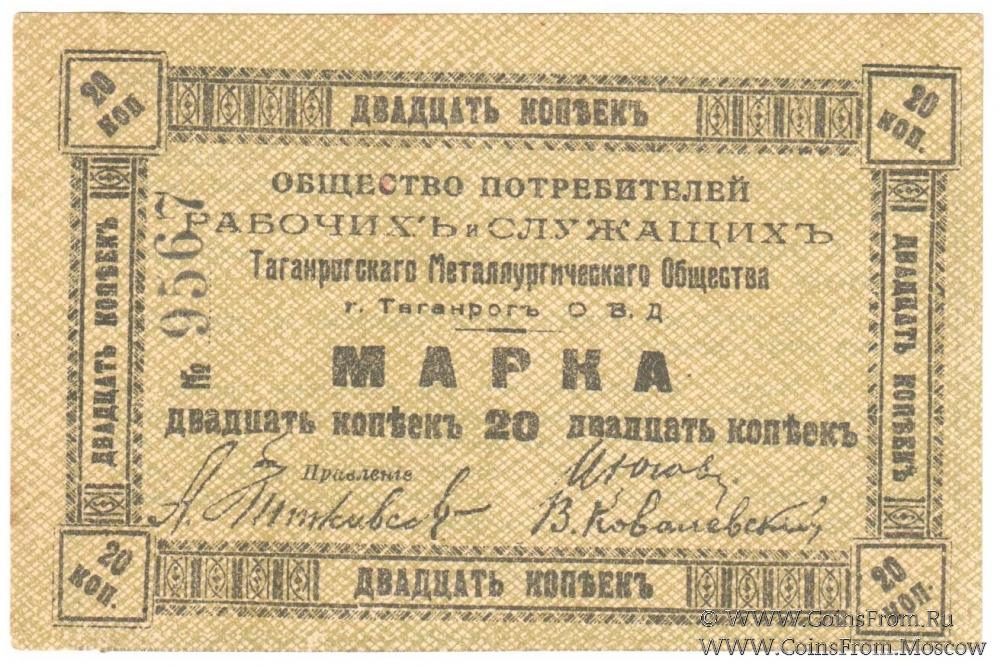 20 КОП
ДВАДЦАТЬ КОПѢЕКЪ
20 КОП.
ОБЩЕСТВО ПОТРЕБИТЕЛЕЙ
РАБОЧИХЪ и СЛУЖАЩИХЪ
Таганрогскаго Металлургическаго Общества
г. Таганрогъ О. В. Д
МАРКА
двадцать копѣекъ 20 двадцать копѣекъ
Правленіе
В. Ковалевский
№ 9567
ДВАДЦАТЬ КОПѢЕКЪ
ДВАДЦАТЬ КОПѢЕКЪ
20 КОП.
ДВАДЦАТЬ КОПѢЕКЪ
20 КОП.
© WWW.CoinsFrom.Ru
WWW.CoinsFrom.Moscow